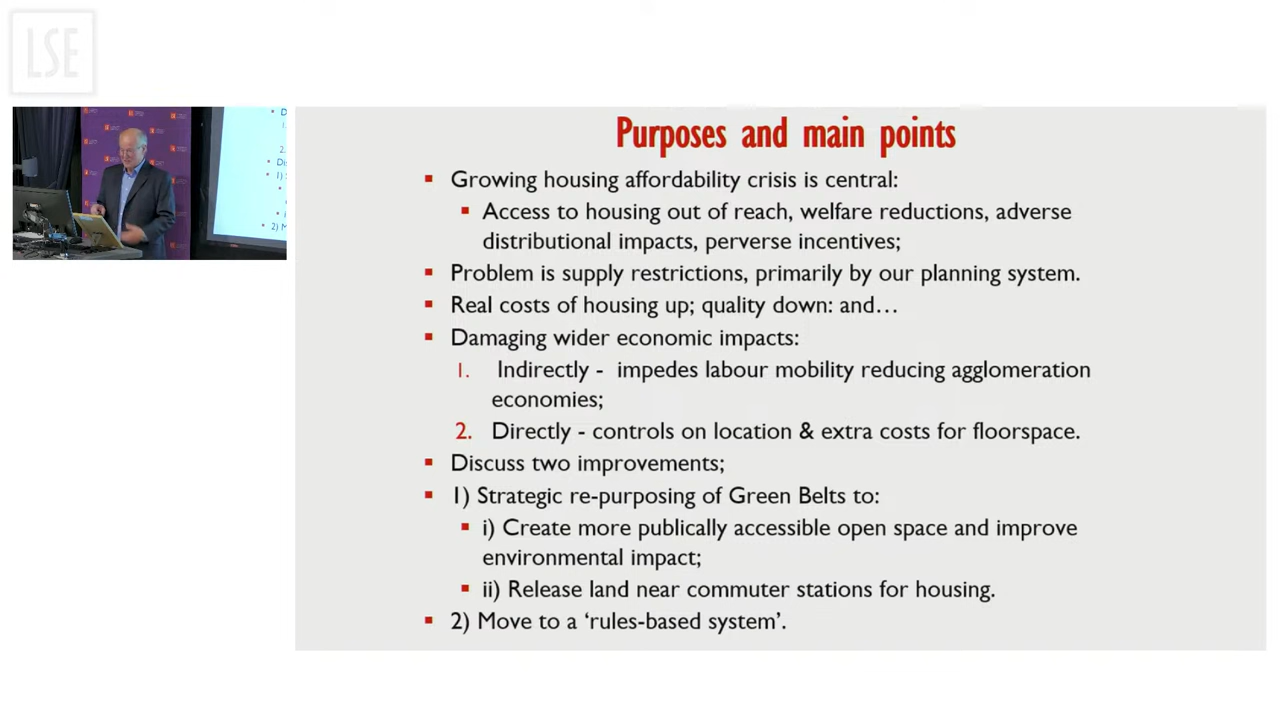 LSE
Purposes and main points
▪ Growing housing affordability crisis is central:
▪ Access to housing out of reach, welfare reductions, adverse
distributional impacts, perverse incentives;
▪ Problem is supply restrictions, primarily by our planning system.
▪ Real costs of housing up; quality down: and…
▪ Damaging wider economic impacts:
1. Indirectly - impedes labour mobility reducing agglomeration
economies;
2. Directly - controls on location & extra costs for floorspace.
▪ Discuss two improvements;
▪ 1) Strategic re-purposing of Green Belts to:
▪ i) Create more publically accessible open space and improve
environmental impact;
▪ ii) Release land near commuter stations for housing.
▪ 2) Move to a ‘rules-based system’.